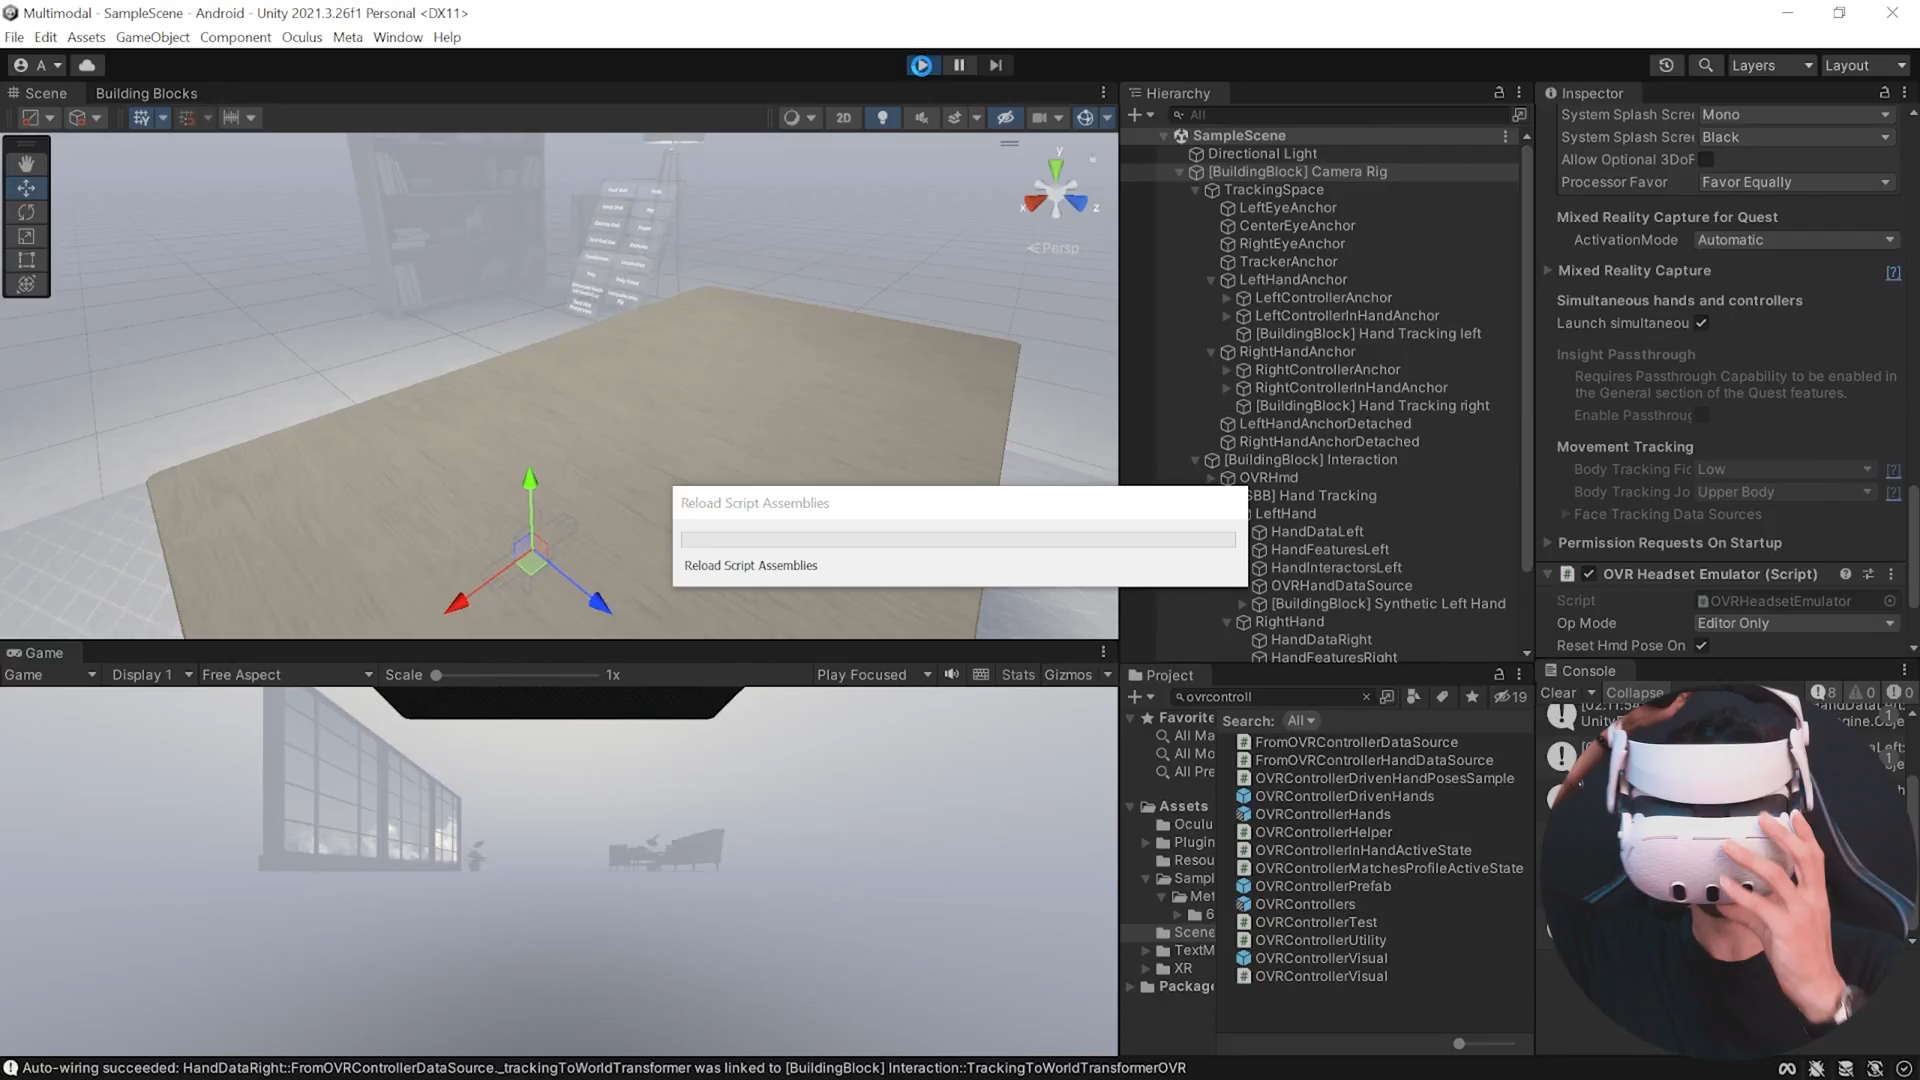 Multimodal - SampleScene - Android - Unity 2021.3.26f1 Personal <DX11>
File Edit Assets GameObject Component Oculus Meta Window Help
A
Layers
Layout
Scene
Building Blocks
2D
y
x
z
Persp
Hierarchy
All
SampleScene
Directional Light
[BuildingBlock] Camera Rig
TrackingSpace
LeftEyeAnchor
CenterEyeAnchor
RightEyeAnchor
TrackerAnchor
LeftHandAnchor
LeftControllerAnchor
LeftControllerInHandAnchor
[BuildingBlock] Hand Tracking left
RightHandAnchor
RightControllerAnchor
RightControllerInHandAnchor
[BuildingBlock] Hand Tracking right
LeftHandAnchorDetached
RightHandAnchorDetached
[BuildingBlock] Interaction
OVRHmd
BB] Hand Tracking
LeftHand
HandDataLeft
HandFeaturesLeft
HandInteractorsLeft
OVRHandDataSource
[BuildingBlock] Synthetic Left Hand
RightHand
HandDataRight
HandFeaturesRight
Reload Script Assemblies
Reload Script Assemblies
Inspector
System Splash Scree Mono
System Splash Scree Black
Allow Optional 3DoF
Processor Favor Favor Equally
Mixed Reality Capture for Quest
ActivationMode Automatic
Mixed Reality Capture [?]
Simultaneous hands and controllers
Launch simultaneou
Insight Passthrough
Requires Passthrough Capability to be enabled in
the General section of the Quest features.
Enable Passthroug
Movement Tracking
Body Tracking Fic Low [?]
Body Tracking Jo Upper Body [?]
Face Tracking Data Sources
Permission Requests On Startup
OVR Headset Emulator (Script)
Script OVRHeadsetEmulator
Op Mode Editor Only
Reset Hmd Pose On
Game
Game Display 1 Free Aspect Scale 1x Play Focused Stats Gizmos
Project
ovrcontroll
19
Favorite
All Ma
All Mo
All Pre
Assets
Oculu
Plugin
Resou
Sampl
Met
6
Scene
TextM
XR
Package
Search: All
FromOVRControllerDataSource
FromOVRControllerHandDataSource
OVRControllerDrivenHandPosesSample
OVRControllerDrivenHands
OVRControllerHands
OVRControllerHelper
OVRControllerInHandActiveState
OVRControllerMatchesProfileActiveState
OVRControllerPrefab
OVRControllers
OVRControllerTest
OVRControllerUtility
OVRControllerVisual
OVRControllerVisual
Console
Clear Collapse 8 0 0
Auto-wiring succeeded: HandDataRight::FromOVRControllerDataSource._trackingToWorldTransformer was linked to [BuildingBlock] Interaction::TrackingToWorldTransformerOVR